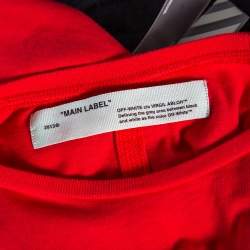 "MAIN LABEL"
2013®
OFF-WHITE c/o VIRGIL ABLOH™
Defining the grey area between black
and white as the color Off-White™